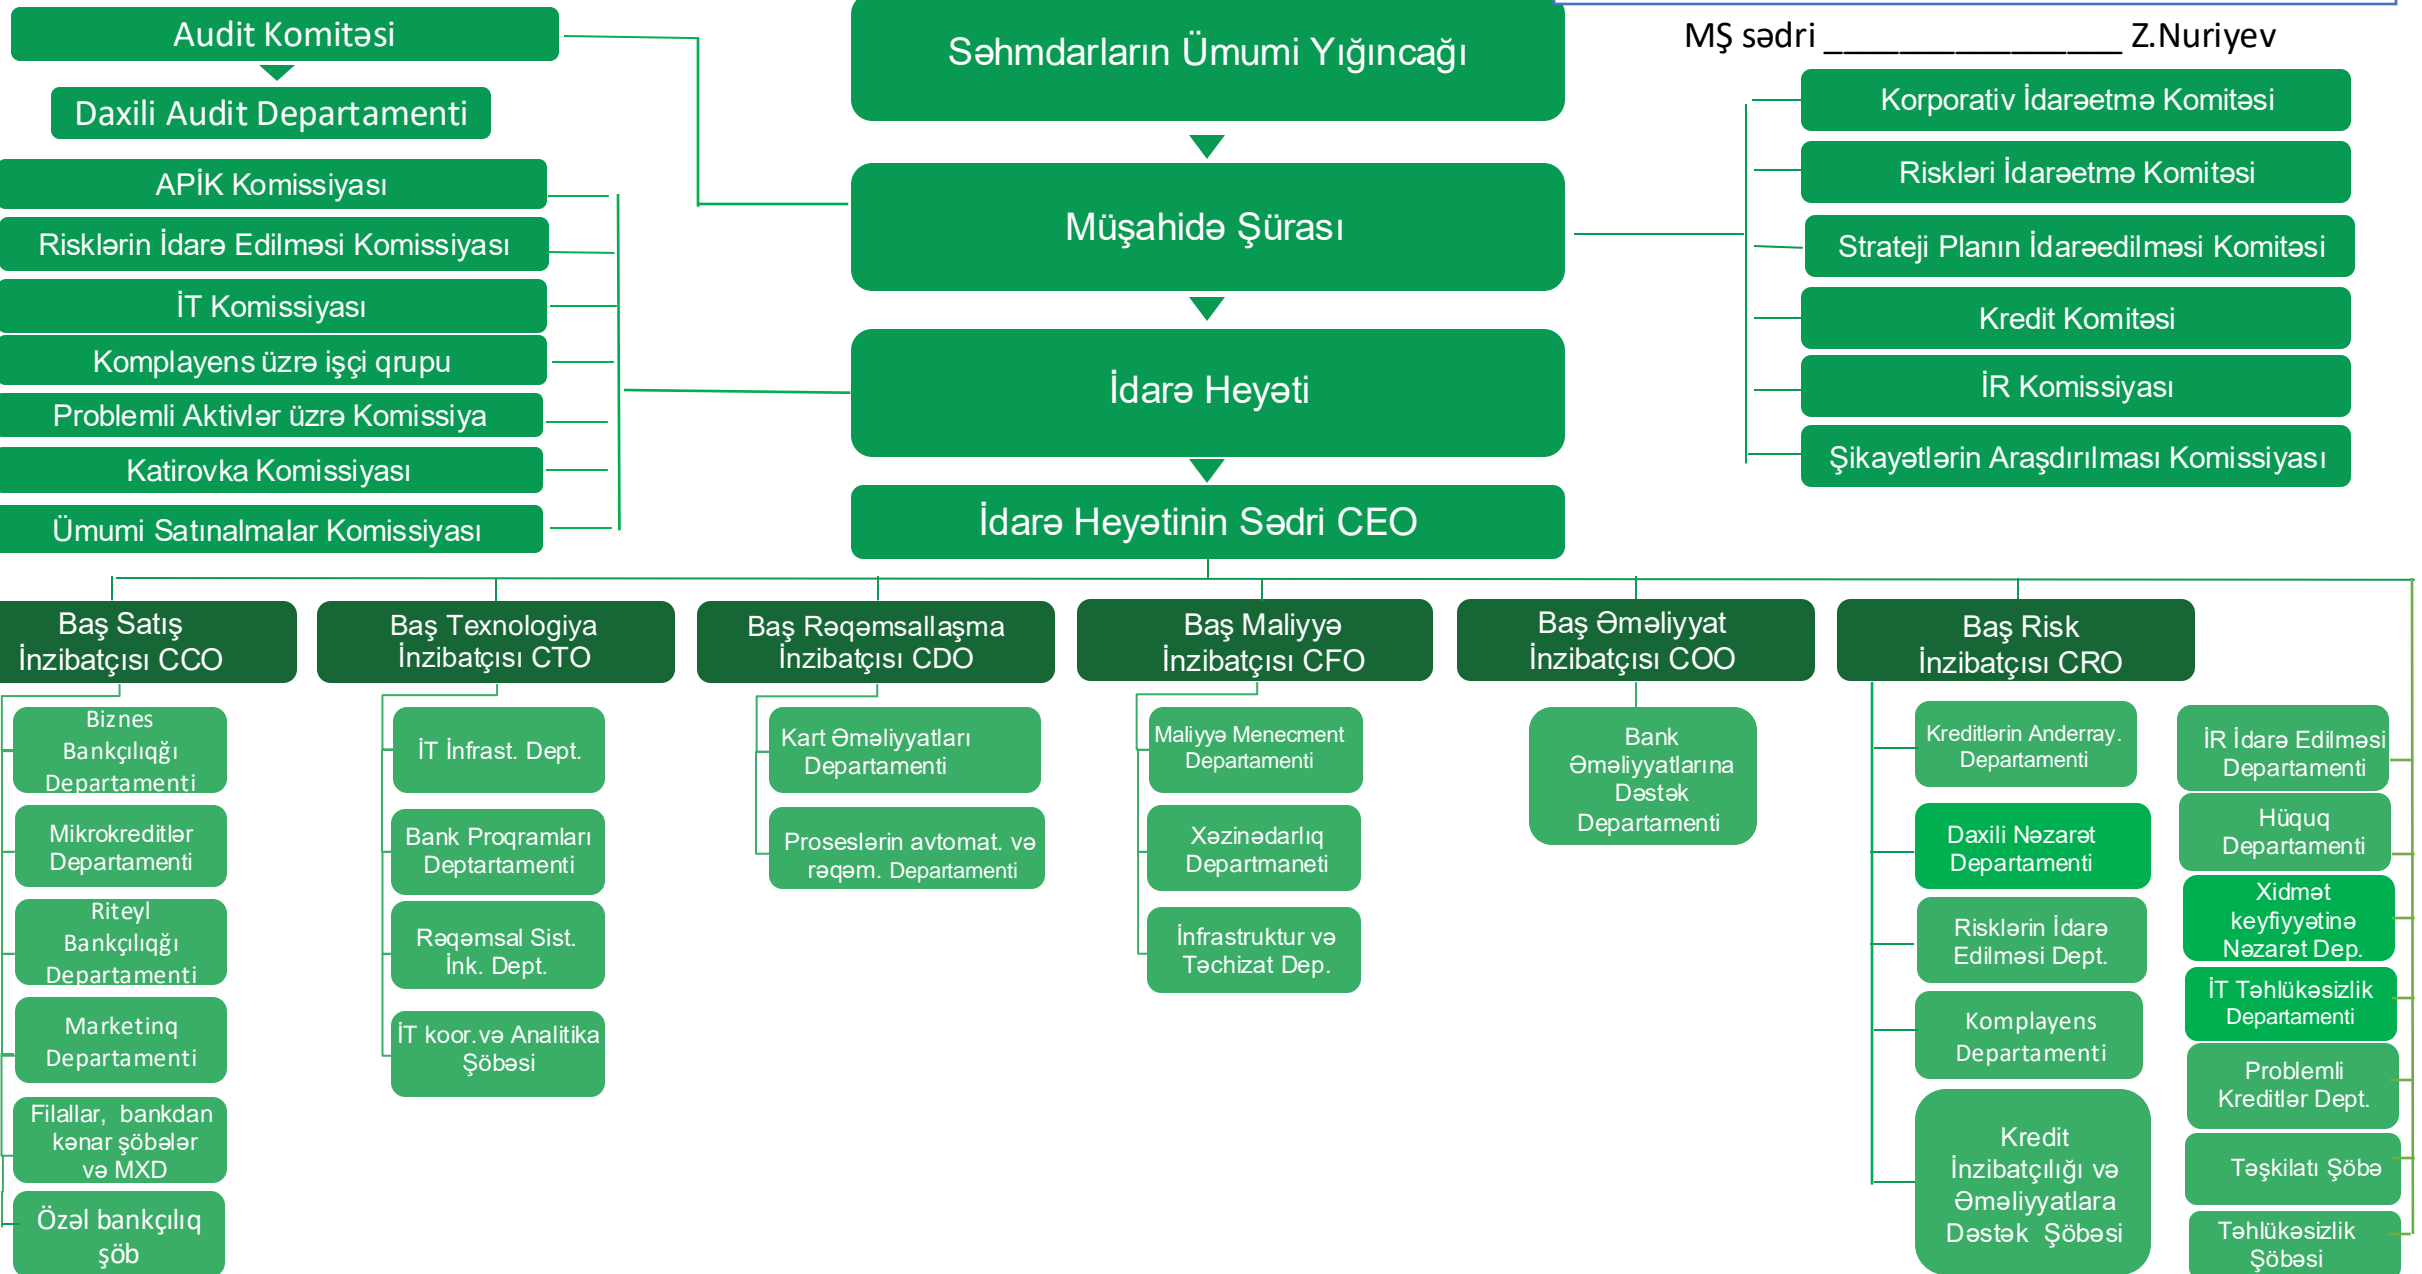 Audit Komitəsi
Daxili Audit Departamenti
Səhmdarların Ümumi Yığıncağı
MŞ sədri ________________ Z.Nuriyev
APİK Komissiyası
Risklərin İdarə Edilməsi Komissiyası
İT Komissiyası
Komplayens üzrə işçi qrupu
Problemli Aktivlər üzrə Komissiya
Katirovka Komissiyası
Ümumi Satınalmalar Komissiyası
Müşahidə Şürası
İdarə Heyəti
İdarə Heyətinin Sədri CEO
Korporativ İdarəetmə Komitəsi
Riskləri İdarəetmə Komitəsi
Strateji Planın İdarəedilməsi Komitəsi
Kredit Komitəsi
İR Komissiyası
Şikayətlərin Araşdırılması Komissiyası
Baş Satış
İnzibatçısı CCO
Biznes
Bankçılıqğı
Departamenti
Mikrokreditlər
Departamenti
Riteyl
Bankçılıqğı
Departamenti
Marketinq
Departamenti
Filallar, bankdan
kənar şöbələr
və MXD
Özəl bankçılıq
şöb
Baş Texnologiya
İnzibatçısı CTO
İT İnfrast. Dept.
Bank Proqramları
Deptartamenti
Rəqəmsal Sist.
İnk. Dept.
İT koor.və Analitika
Şöbəsi
Baş Rəqəmsallaşma
İnzibatçısı CDO
Kart Əməliyyatları
Departamenti
Proseslərin avtomat. və
rəqəm. Departamenti
Baş Maliyyə
İnzibatçısı CFO
Maliyyə Menecment
Departamenti
Xəzinədarlıq
Departmaneti
İnfrastruktur və
Təchizat Dep.
Baş Əməliyyat
İnzibatçısı COO
Bank
Əməliyyatlarına
Dəstək
Departamenti
Baş Risk
İnzibatçısı CRO
Kreditlərin Anderray.
Departamenti
Daxili Nəzarət
Departamenti
Risklərin İdarə
Edilməsi Dept.
Komplayens
Departamenti
Kredit
İnzibatçılığı və
Əməliyyatlara
Dəstək Şöbəsi
İR İdarə Edilməsi
Departamenti
Hüquq
Departamenti
Xidmət
keyfiyyətinə
Nəzarət Dep.
İT Təhlükəsizlik
Departamenti
Problemli
Kreditlər Dept.
Təşkilatı Şöbə
Təhlükəsizlik
Şöbəsi